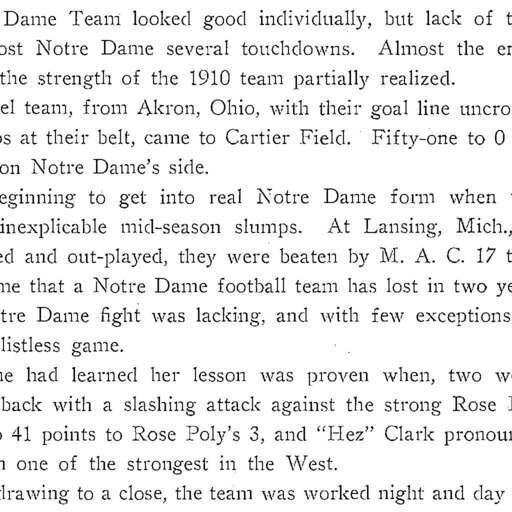 Dame Team looked good individually, but lack of
ost Notre Dame several touchdowns. Almost the
the strength of the 1910 team partially realized.
el team, from Akron, Ohio, with their goal line uncro
s at their belt, came to Cartier Field. Fifty-one to 0
on Notre Dame's side.
eginning to get into real Notre Dame form when
inexplicable mid-season slumps. At Lansing, Mich.,
ed and out-played, they were beaten by M. A. C. 17
me that a Notre Dame football team has lost in two
tre Dame fight was lacking, and with few exceptions
listless game.
ne had learned her lesson was proven when, two
back with a slashing attack against the strong Rose
41 points to Rose Poly's 3, and "Hez" Clark pronou
one of the strongest in the West.
drawing to a close, the team was worked night and day